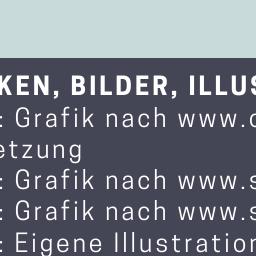 KEN, BILDER, ILLUS
: Grafik nach www.
etzung
: Grafik nach www.s
: Grafik nach www.s
: Eigene Illustration